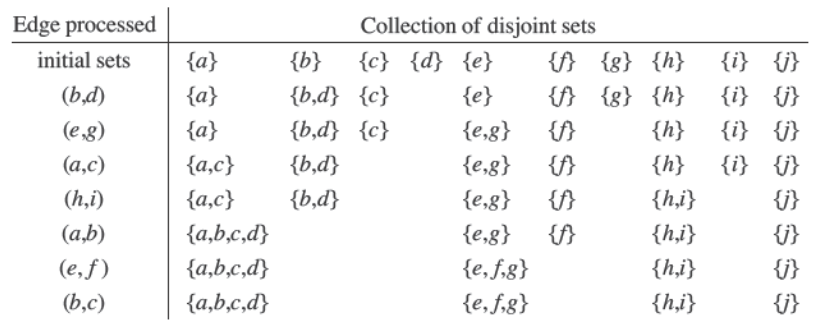 Edge processed Collection of disjoint sets
initial sets {a} {b} {c} {d} {e} {f} {g} {h} {i} {j}
(b,d) {a} {b,d} {c} {e} {f} {g} {h} {i} {j}
(e,g) {a} {b,d} {c} {e,g} {f} {h} {i} {j}
(a,c) {a,c} {b,d} {e,g} {f} {h} {i} {j}
(h,i) {a,c} {b,d} {e,g} {f} {h,i} {j}
(a,b) {a,b,c,d} {e,g} {f} {h,i} {j}
(e,f) {a,b,c,d} {e,f,g} {h,i} {j}
(b,c) {a,b,c,d} {e,f,g} {h,i} {j}